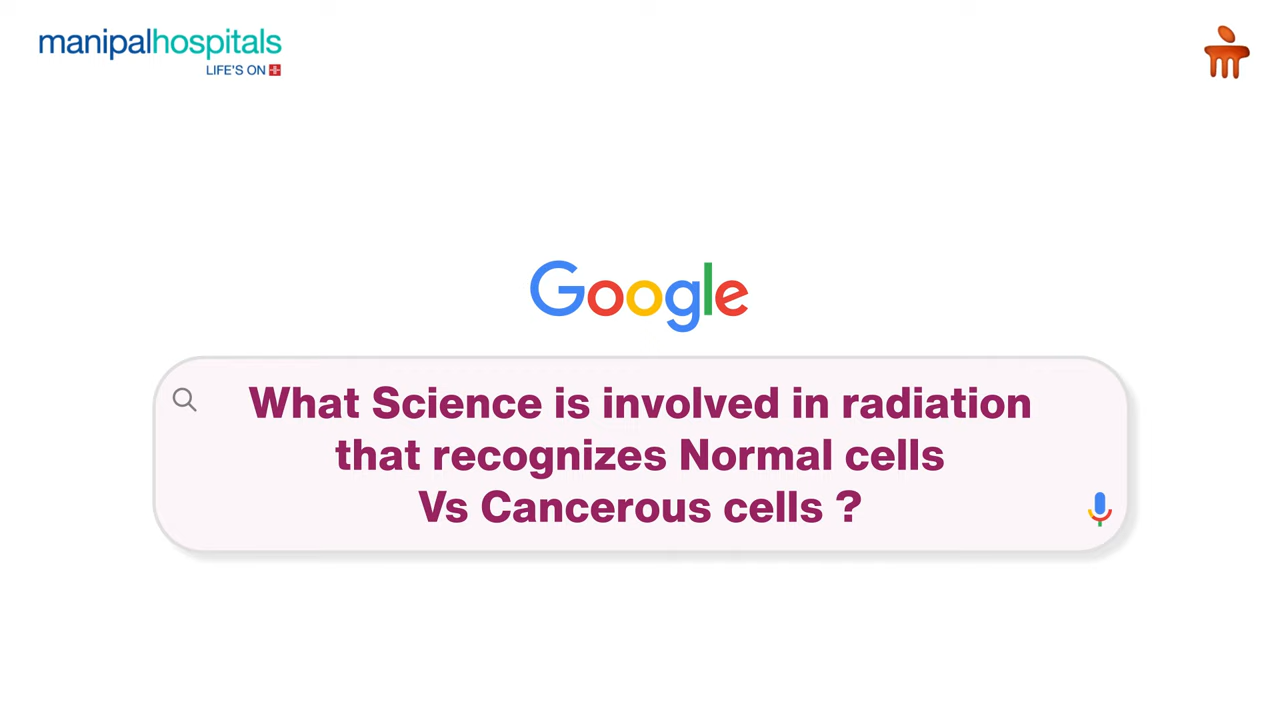 manipalhospitals
LIFE'S ON
Google
What Science is involved in radiation
that recognizes Normal cells
Vs Cancerous cells ?